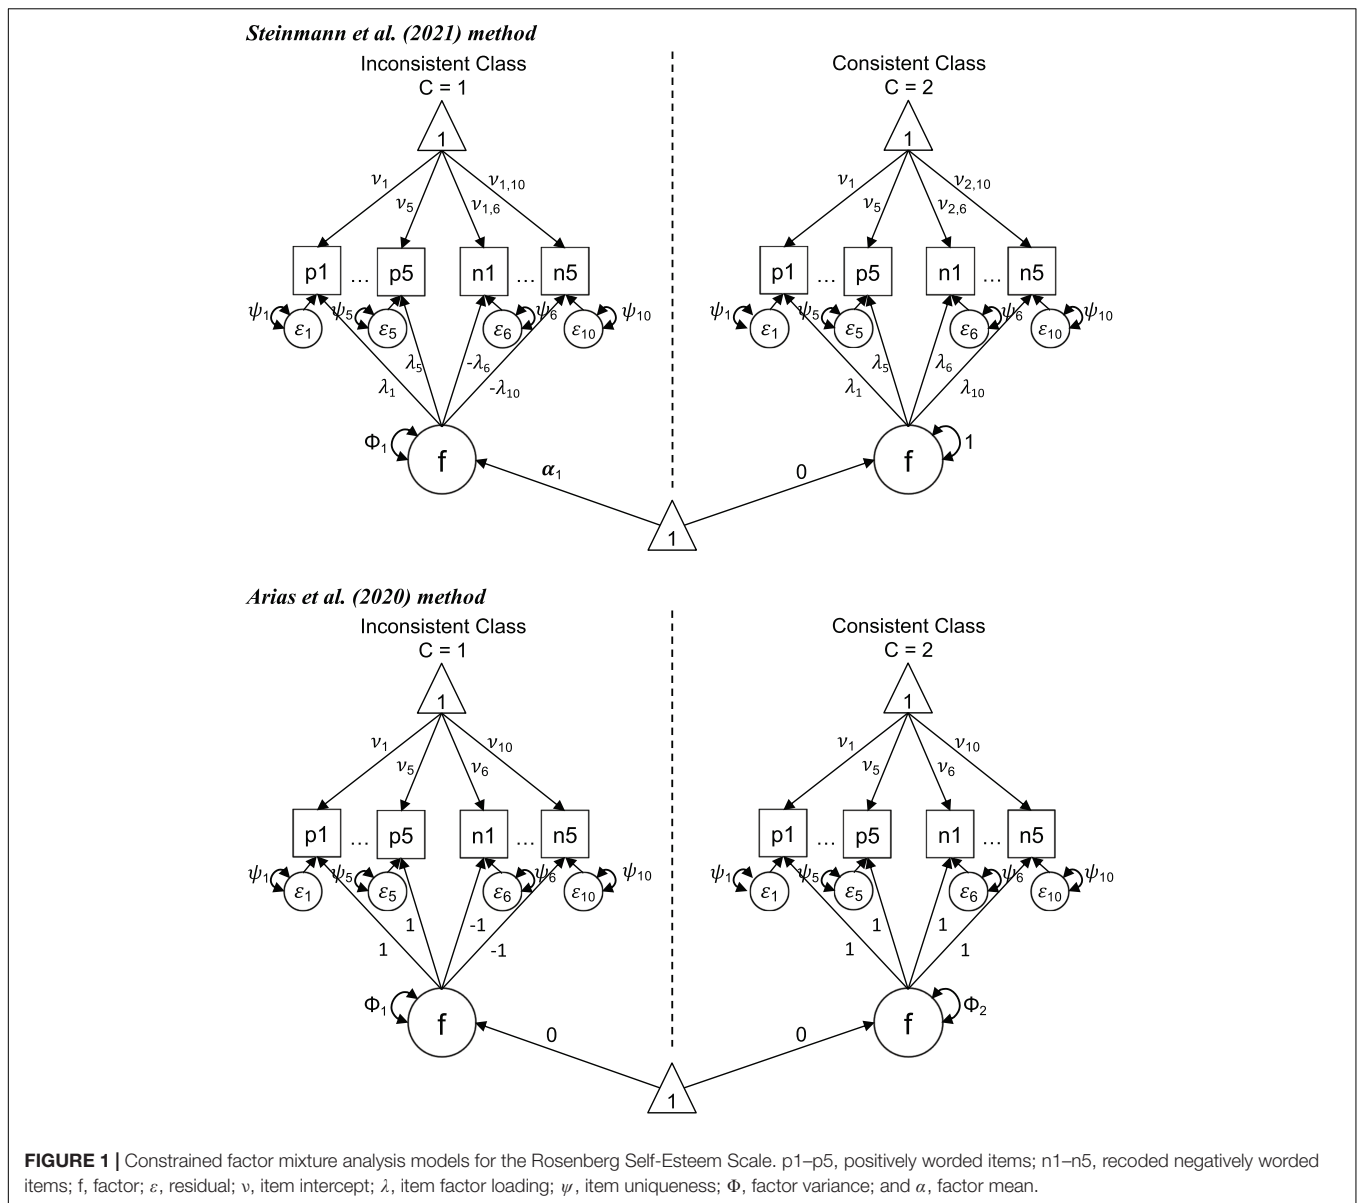 Steinmann et al. (2021) method
Inconsistent Class
C = 1
Consistent Class
C = 2
1
1
ν1
ν5
ν1,6
ν1,10
ν1
ν5
ν2,6
ν2,10
p1 ... p5 n1 ... n5
p1 ... p5 n1 ... n5
ψ1 ε1 ψ5 ε5 ε6 ψ6 ε10 ψ10
ψ1 ε1 ψ5 ε5 ε6 ψ6 ε10 ψ10
λ1 λ5 -λ6 -λ10
λ1 λ5 λ6 λ10
Φ1 f
f 1
α1
0
1
Arias et al. (2020) method
Inconsistent Class
C = 1
Consistent Class
C = 2
1
1
ν1
ν5
ν6
ν10
ν1
ν5
ν6
ν10
p1 ... p5 n1 ... n5
p1 ... p5 n1 ... n5
ψ1 ε1 ψ5 ε5 ε6 ψ6 ε10 ψ10
ψ1 ε1 ψ5 ε5 ε6 ψ6 ε10 ψ10
1 1 -1 -1
1 1 1 1
Φ1 f
f Φ2
0
0
1
FIGURE 1 | Constrained factor mixture analysis models for the Rosenberg Self-Esteem Scale. p1–p5, positively worded items; n1–n5, recoded negatively worded
items; f, factor; ε, residual; ν, item intercept; λ, item factor loading; ψ, item uniqueness; Φ, factor variance; and α, factor mean.